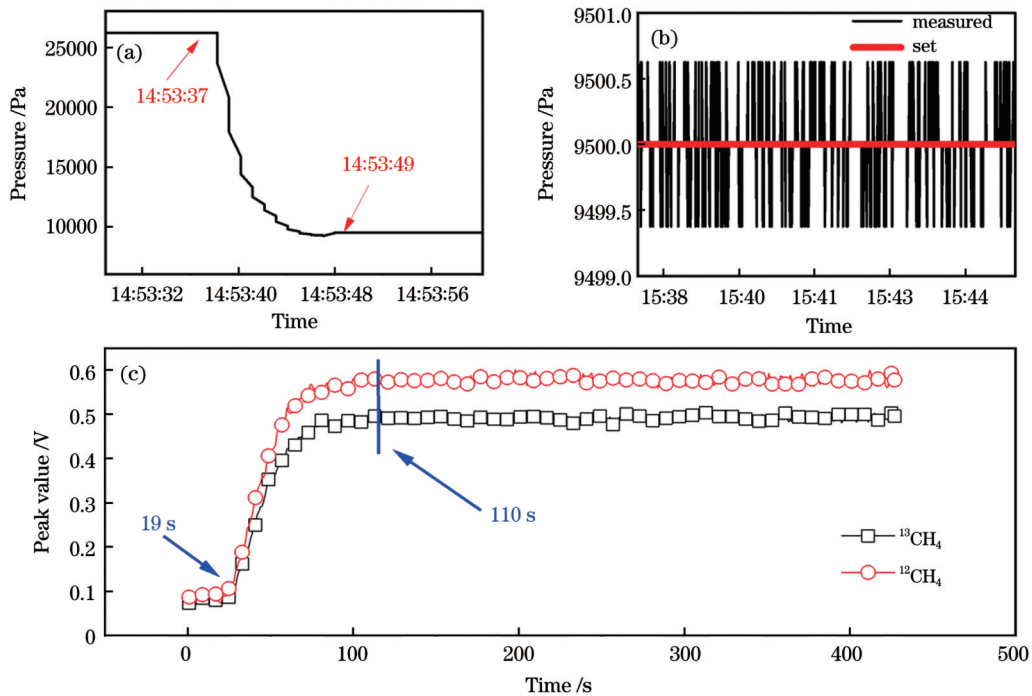 (a)
25000
20000
15000
10000
Pressure /Pa
14:53:37
14:53:49
14:53:32 14:53:40 14:53:48 14:53:56
Time
(b)
measured
set
9501.0
9500.5
9500.0
9499.5
9499.0
Pressure /Pa
15:38 15:40 15:41 15:43 15:44
Time
(c)
0.6
0.5
0.4
0.3
0.2
0.1
0
Peak value /V
19 s
110 s
¹³CH₄
¹²CH₄
0 100 200 300 400 500
Time /s